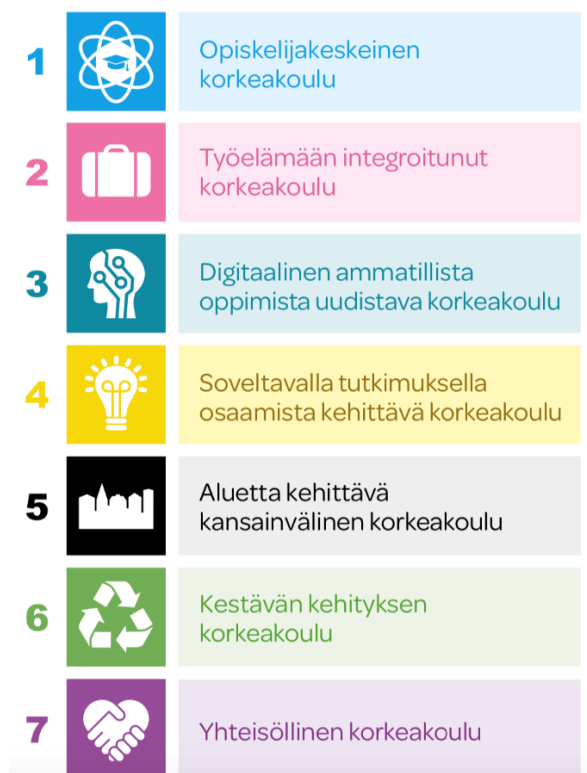 1
Opiskelijakeskeinen
korkeakoulu
2
Työelämään integroitunut
korkeakoulu
3
Digitaalinen ammatillista
oppimista uudistava korkeakoulu
4
Soveltavalla tutkimuksella
osaamista kehittävä korkeakoulu
5
Aluetta kehittävä
kansainvälinen korkeakoulu
6
Kestävän kehityksen
korkeakoulu
7
Yhteisöllinen korkeakoulu